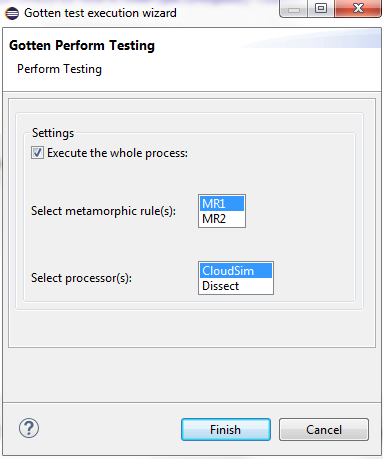 Gotten test execution wizard
Gotten Perform Testing
Perform Testing
Settings
Execute the whole process:
Select metamorphic rule(s):
MR1
MR2
Select processor(s):
CloudSim
Dissect
?
Finish
Cancel